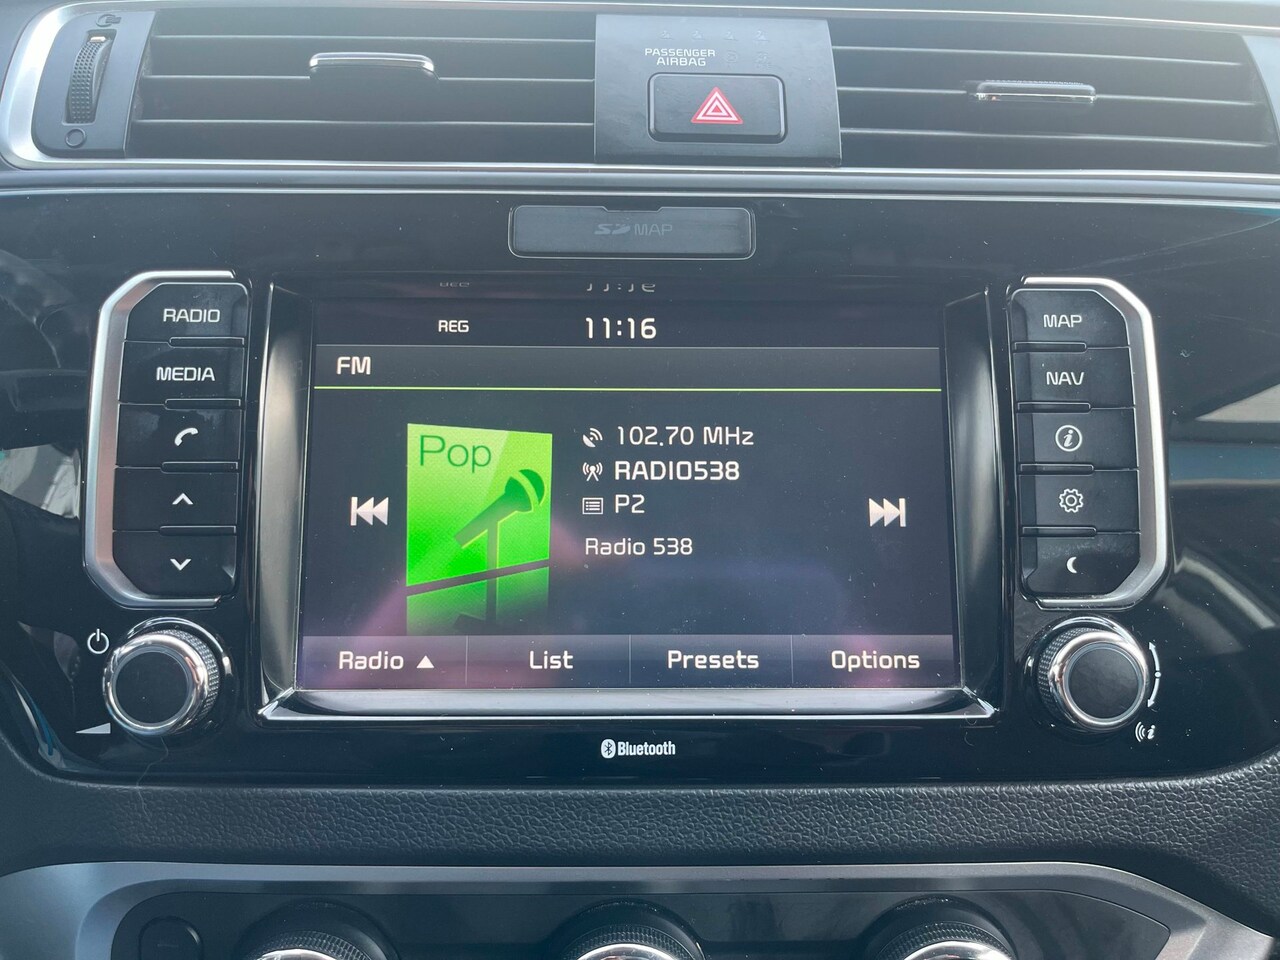 PASSENGER
AIRBAG
SD MAP
RADIO
MEDIA
REG 11:16
FM
Pop
102.70 MHz
RADIO538
P2
Radio 538
Radio List Presets Options
MAP
NAV
Bluetooth